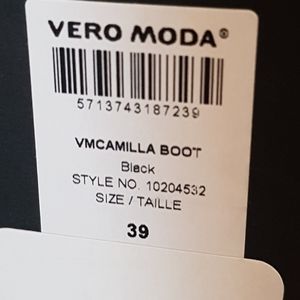 VERO MODA®
5713743187239
VMCAMILLA BOOT
Black
STYLE NO. 10204532
SIZE / TAILLE
39